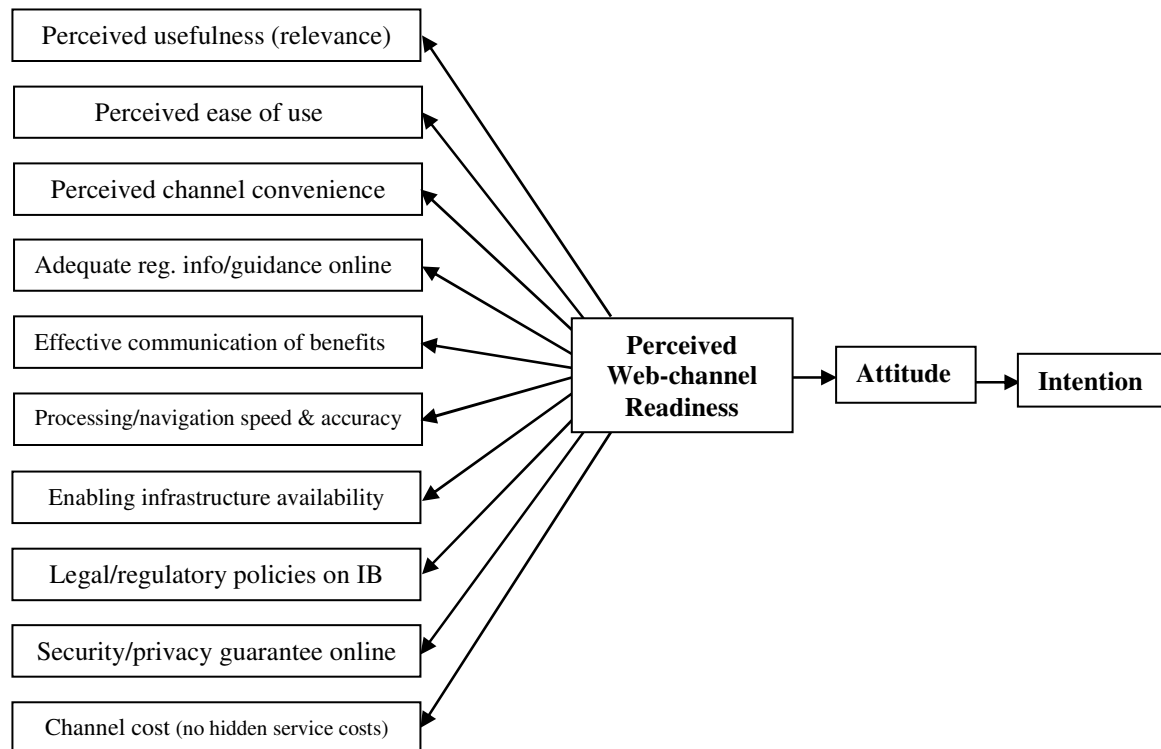 Perceived usefulness (relevance)
Perceived ease of use
Perceived channel convenience
Adequate reg. info/guidance online
Effective communication of benefits
Processing/navigation speed & accuracy
Enabling infrastructure availability
Legal/regulatory policies on IB
Security/privacy guarantee online
Channel cost (no hidden service costs)
Perceived
Web-channel
Readiness
Attitude
Intention